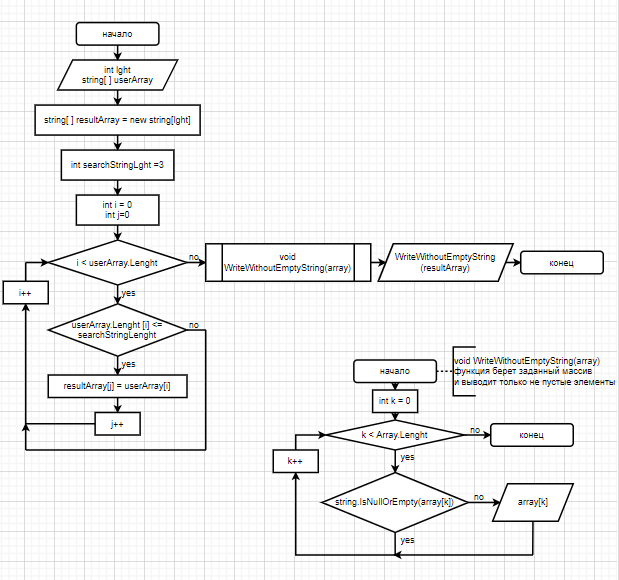 начало
int lght
string[ ] userArray
string[ ] resultArray = new string[lght]
int searchStringLght =3
int i = 0
int j=0
i < userArray.Lenght
no
void
WriteWithoutEmptyString(array)
WriteWithoutEmptyString
(resultArray)
конец
i++
yes
userArray.Lenght [i] <=
searchStringLenght
no
yes
resultArray[j] = userArray[i]
j++
начало
void WriteWithoutEmptyString(array)
функция берет заданный массив
и выводит только не пустые элементы
int k = 0
k < Array.Lenght
no
конец
yes
k++
string.IsNullOrEmpty(array[k])
no
array[k]
yes